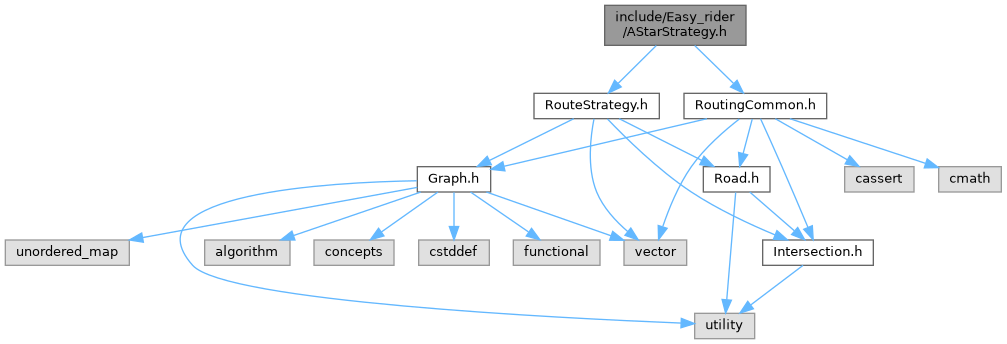 include/Easy_rider
/AStarStrategy.h
RouteStrategy.h
RoutingCommon.h
Graph.h
Road.h
cassert
cmath
unordered_map
algorithm
concepts
cstddef
functional
vector
Intersection.h
utility